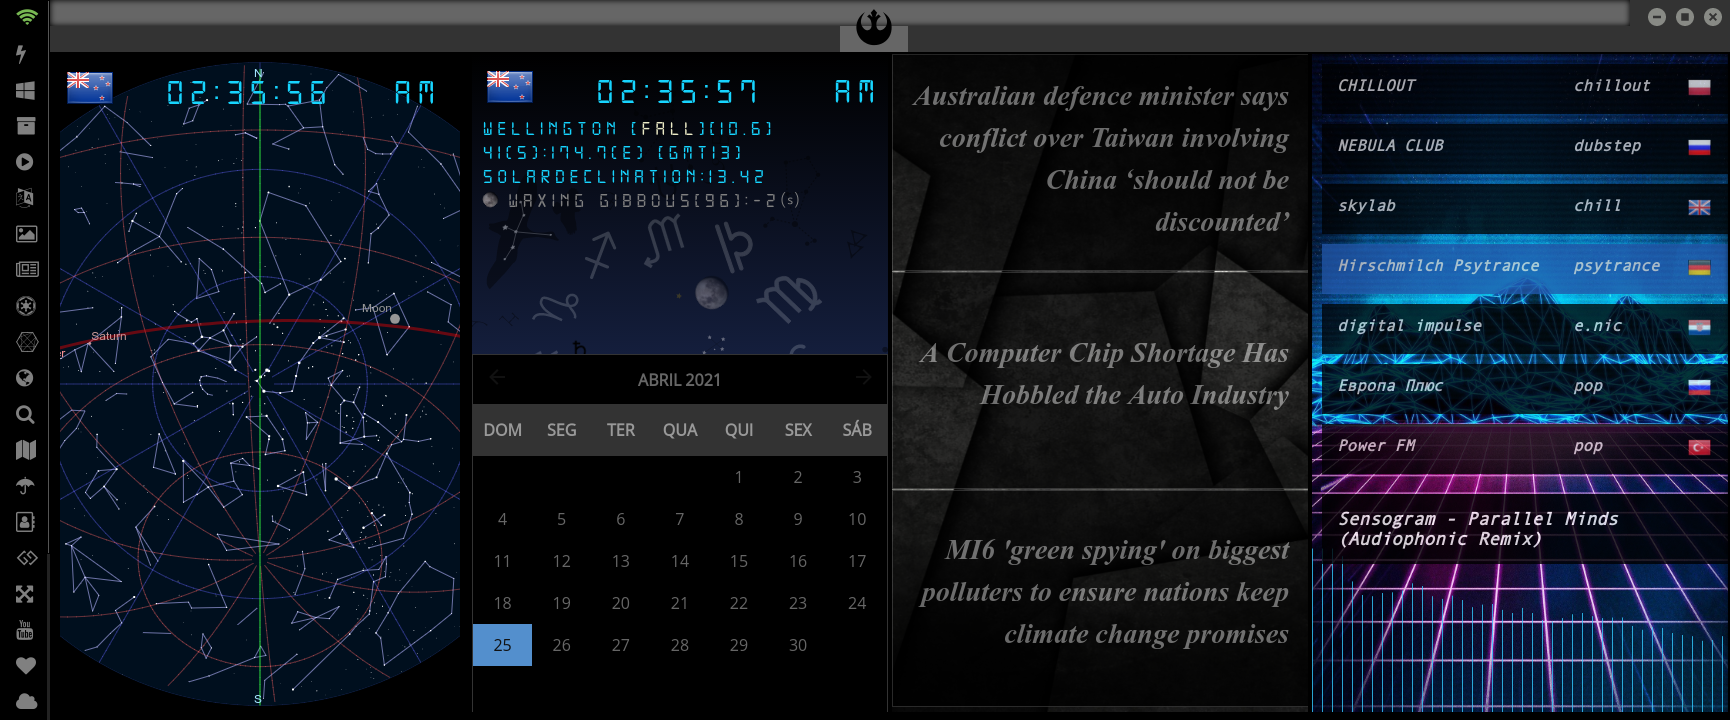 N
02:35:56 AM
Moon
Saturn
er
S
02:35:57 AM
WELLINGTON [FALL][10.6]
41(S):174.7(E) [GMT13]
SOLARDECLINATION:13.42
WAXING GIBBOUS[96]:-2(s)
ABRIL 2021
DOM SEG TER QUA QUI SEX SÁB
1 2 3
4 5 6 7 8 9 10
11 12 13 14 15 16 17
18 19 20 21 22 23 24
25 26 27 28 29 30
Australian defence minister says
conflict over Taiwan involving
China ‘should not be
discounted’
A Computer Chip Shortage Has
Hobbled the Auto Industry
MI6 'green spying' on biggest
polluters to ensure nations keep
climate change promises
CHILLOUT chillout
NEBULA CLUB dubstep
skylab chill
Hirschmilch Psytrance psytrance
digital impulse e.nic
Европа Плюс pop
Power FM pop
Sensogram - Parallel Minds
(Audiophonic Remix)
You
Tube